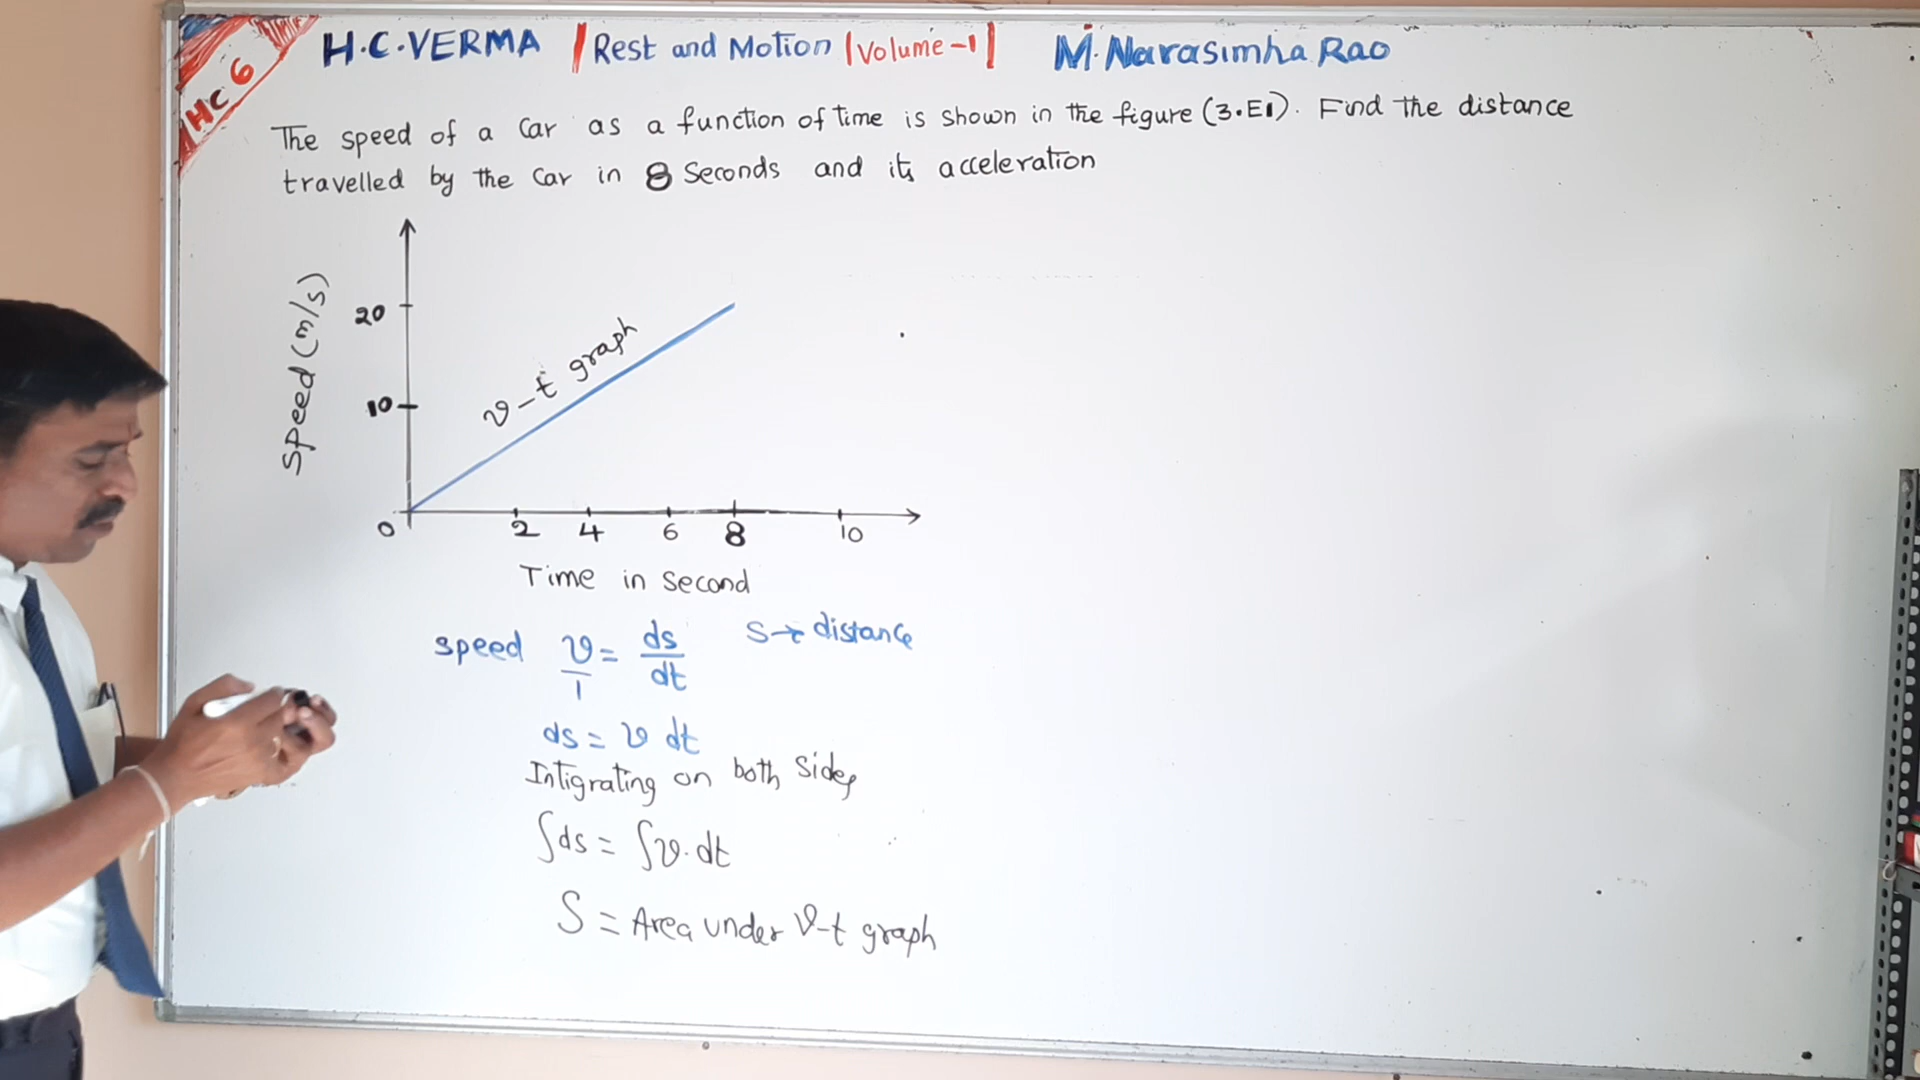 HC 6
H.C.VERMA | Rest and Motion | Volume-1 | M. Narasimha Rao
The speed of a Car as a function of Time is shown in the figure (3.E1). Find the distance
travelled by the Car in 8 Seconds and its acceleration
Speed (m/s)
20
10
v-t graph
0 2 4 6 8 10
Time in second
speed v/1 = ds/dt S→distance
ds = v dt
Intigrating on both sides
∫ds = ∫v.dt
S = Area under v-t graph